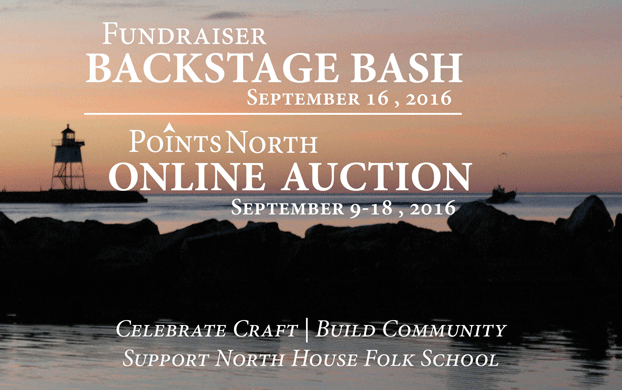 Fundraiser
BACKSTAGE BASH
September 16, 2016
Points North
ONLINE AUCTION
September 9-18, 2016
Celebrate Craft | Build Community
Support North House Folk School